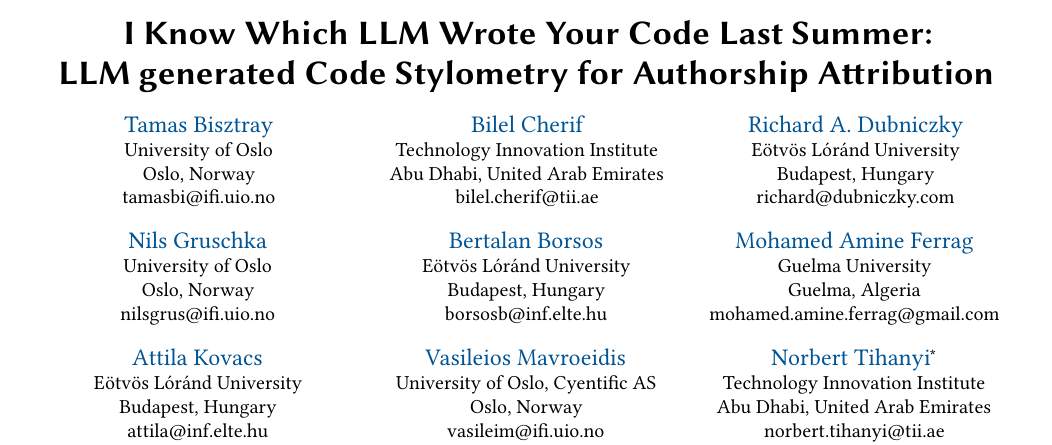 I Know Which LLM Wrote Your Code Last Summer:
LLM generated Code Stylometry for Authorship Attribution
Tamas Bisztray
University of Oslo
Oslo, Norway
tamasbi@ifi.uio.no
Bilel Cherif
Technology Innovation Institute
Abu Dhabi, United Arab Emirates
bilel.cherif@tii.ae
Richard A. Dubniczky
Eötvös Lóránd University
Budapest, Hungary
richard@dubniczky.com
Nils Gruschka
University of Oslo
Oslo, Norway
nilsgrus@ifi.uio.no
Bertalan Borsos
Eötvös Lóránd University
Budapest, Hungary
borsosb@inf.elte.hu
Mohamed Amine Ferrag
Guelma University
Guelma, Algeria
mohamed.amine.ferrag@gmail.com
Attila Kovacs
Eötvös Lóránd University
Budapest, Hungary
attila@inf.elte.hu
Vasileios Mavroeidis
University of Oslo, Cyentific AS
Oslo, Norway
vasileim@ifi.uio.no
Norbert Tihanyi*
Technology Innovation Institute
Abu Dhabi, United Arab Emirates
norbert.tihanyi@tii.ae